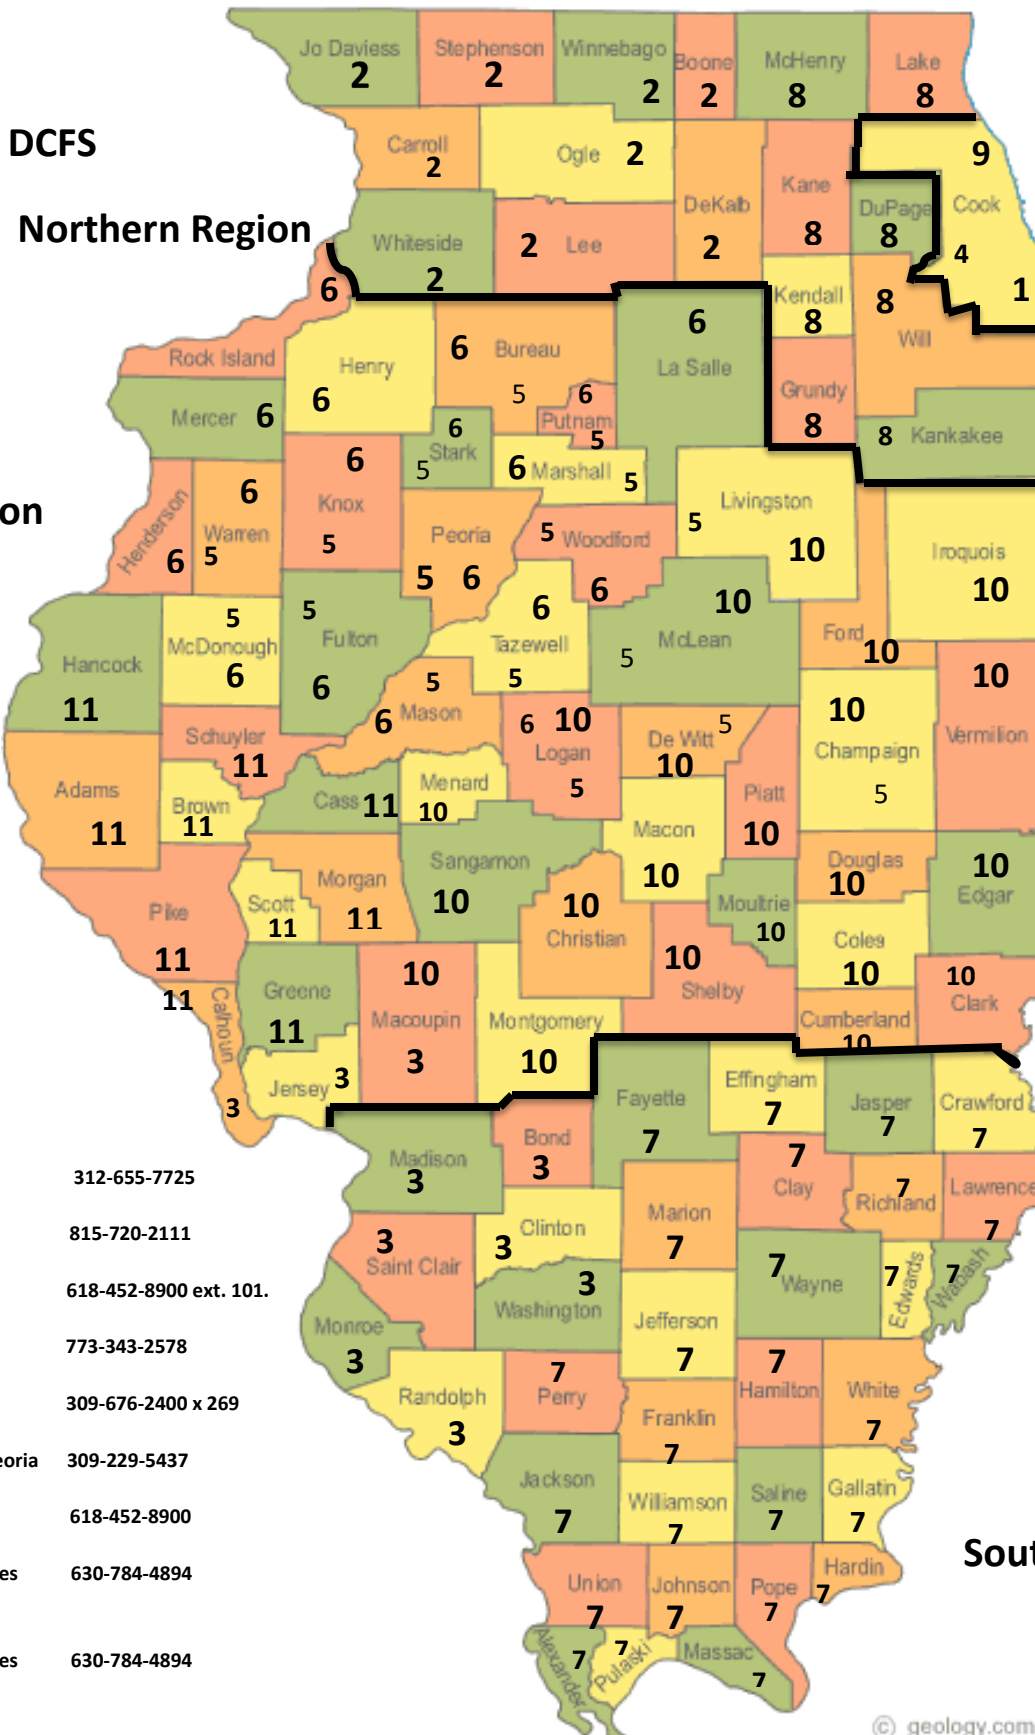 Jo Daviess 2
Stephenson 2
Winnebago 2
Boone 2
McHenry 8
Lake 8
DCFS
Carroll 2
Ogle 2
DeKalb 2
Kane 8
9
DuPage 8
Cook
4
1
Northern Region
Whiteside 2
2 Lee
6
Rock Island
Henry 6
6 Bureau
5
6
La Salle
Kendall 8
8
Will
Grundy 8
8 Kankakee
Mercer 6
6
Stark
5
6
Putnam
5
6 Marshall 5
on
Henderson 6
6
Warren
5
6
Knox
5
Peoria
5 6
5 Woodford
6
Livingston
5
10
Iroquois
10
Hancock
11
5
McDonough
6
5
Fulton
6
6
Tazewell
5
10
McLean
5
Ford 10
10
Vermilion
Schuyler
11
5
6 Mason
6 10
Logan
5
De Witt 5
10
10
Champaign
5
Adams
11
Brown
11
Cass 11
Menard
10
Macon
10
Piatt
10
Sangamon
10
Douglas
10
10
Edgar
Pike
11
Scott
11
Morgan
11
10
Christian
Moultrie
10
Coles
10
10
Clark
10
Shelby
Cumberland
10
11
Calhoun
3
Greene
11
10
Macoupin
3
Montgomery
10
Jersey 3
Fayette
7
Effingham
7
Jasper
7
Crawford
7
Madison
3
Bond
3
7
Clay
7
Richland
Lawrence
7
312-655-7725
815-720-2111
618-452-8900 ext. 101.
773-343-2578
309-676-2400 x 269
eoria 309-229-5437
618-452-8900
es 630-784-4894
es 630-784-4894
3
Saint Clair
Clinton
3
Marion
7
7
Wayne
7
Edwards
7
Wabash
3
Washington
Jefferson
7
Monroe
3
Randolph
3
7
Perry
7
Hamilton
White
7
Franklin
7
Jackson
7
Williamson
7
Saline
7
Gallatin
7
Sout
Union
7
Johnson
7
Pope
7
Hardin
7
Alexander
7
7
Pulaski
Massac
7
© geology.com